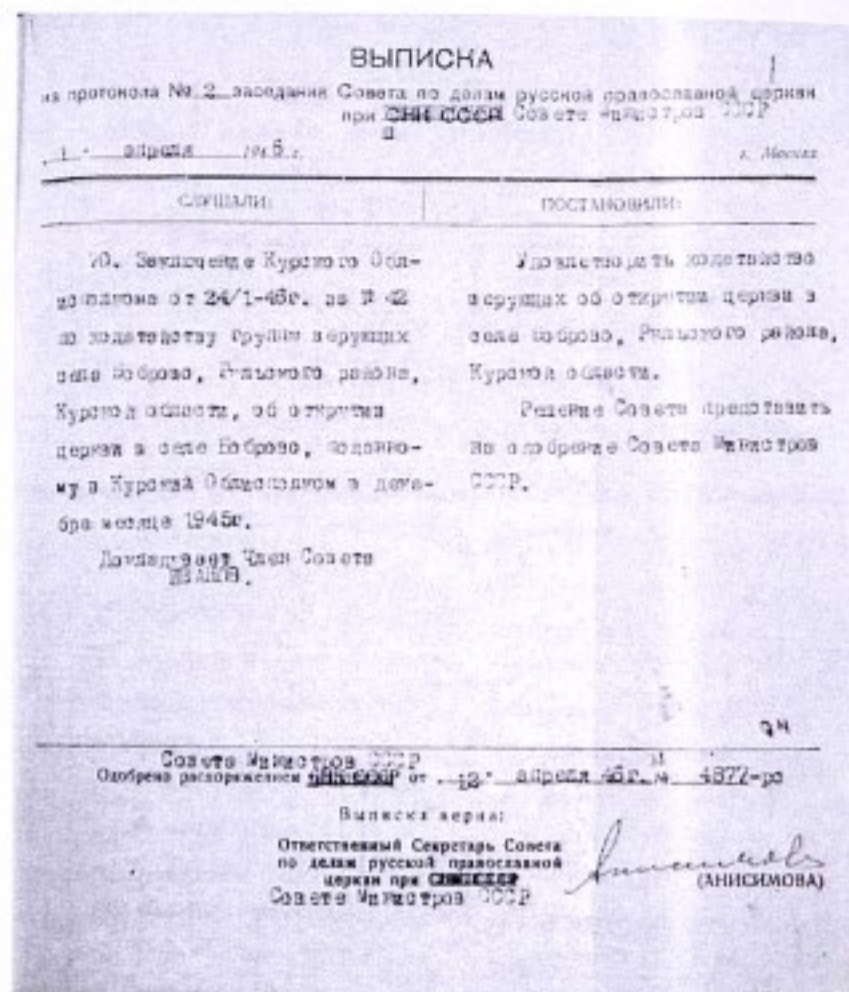 ВЫПИСКА
из протокола № 2 заседания Совета по делам русской православной церкви
при СНК СССР Совете Министров СССР
"1" апреля 1946 г.
г. Москва
СЛУШАЛИ:
ПОСТАНОВИЛИ:
Заключение Курского Обл-
исполкома от 24/1-46г. за № 42
по ходатайству группы верующих
села Боброво, Рыльского района,
Курской области, об открытии
церкви в селе Боброво, поданно-
му в Курский Облисполком в дека-
бре месяце 1945г.
Докладывает Член Совета
ИВАНОВ.
Удовлетворить ходатайство
верующих об открытии церкви в
селе Боброво, Рыльского района,
Курской области.
Решение Совета представить
на одобрение Совета Министров
СССР.
Совета Министров СССР
Одобрено распоряжением СНК СССР от "12" апреля 46г. № 4877-рс
Выписка верна:
Ответственный Секретарь Совета
по делам русской православной
церкви при СНК СССР
Совете Министров СССР
(АНИСИМОВА)